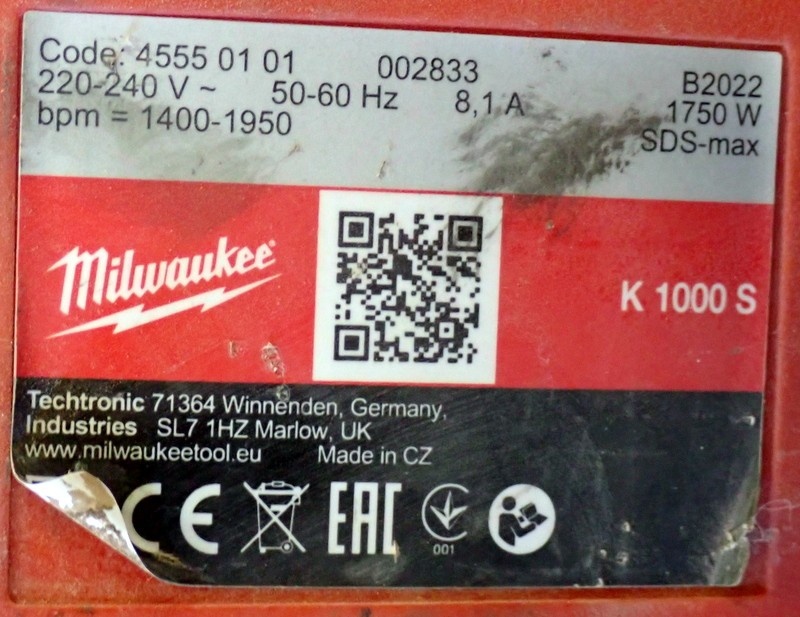 Code: 4555 01 01 002833 B2022
220-240 V ~ 50-60 Hz 8,1 A 1750 W
bpm = 1400-1950 SDS-max
Milwaukee®
K 1000 S
Techtronic 71364 Winnenden, Germany,
Industries SL7 1HZ Marlow, UK
www.milwaukeetool.eu Made in CZ
CE EAC
001